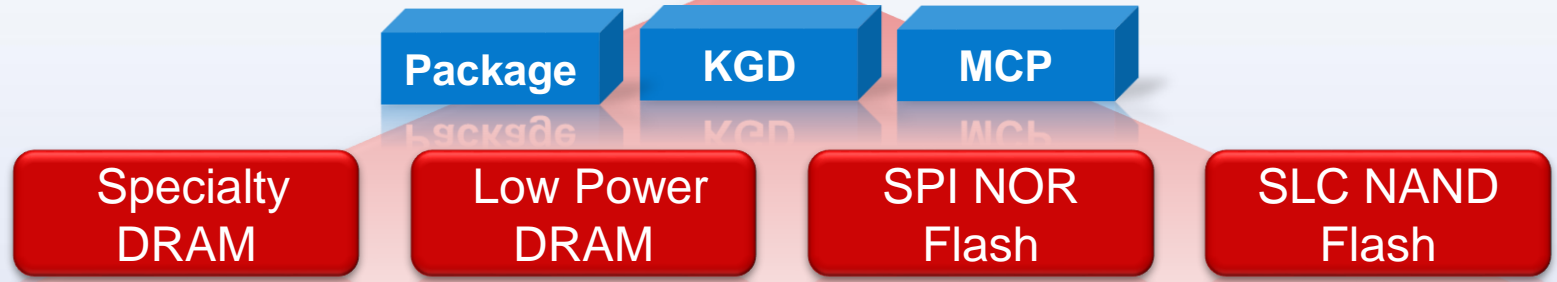 Package KGD MCP
Specialty DRAM
Low Power DRAM
SPI NOR Flash
SLC NAND Flash